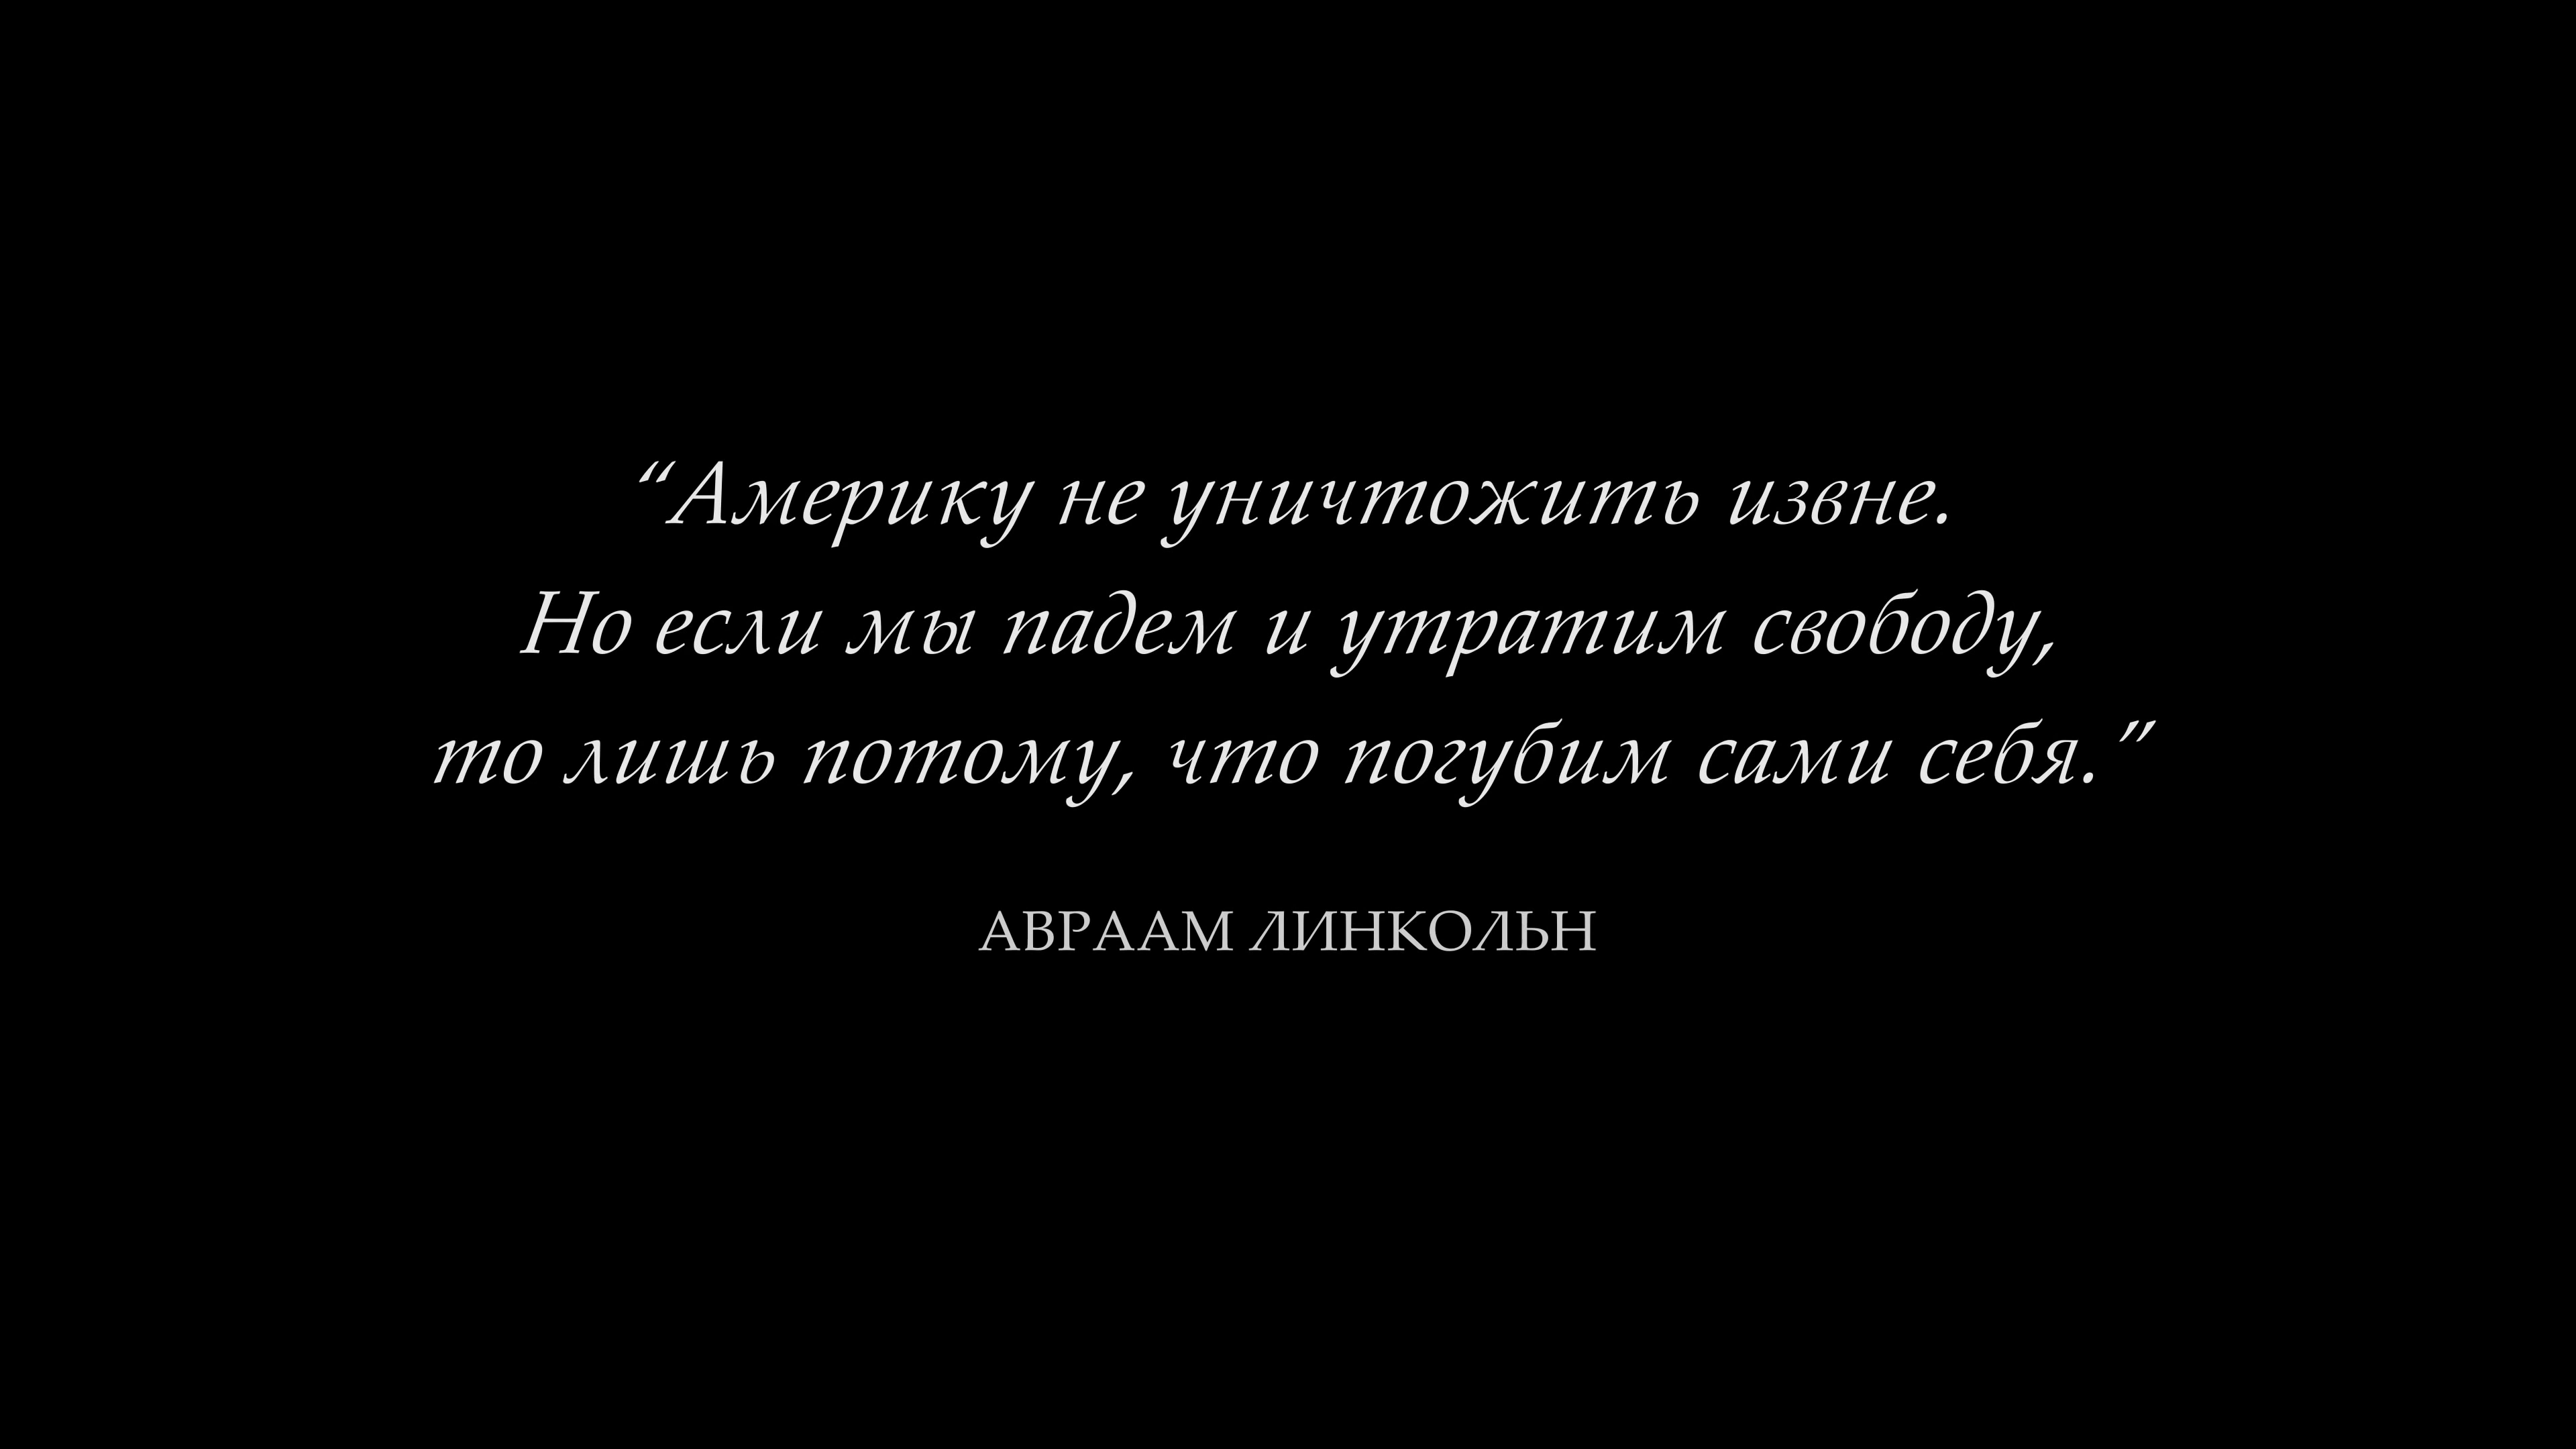 “Америку не уничтожить извне.
Но если мы падем и утратим свободу,
то лишь потому, что погубим сами себя.”
АВРААМ ЛИНКОЛЬН